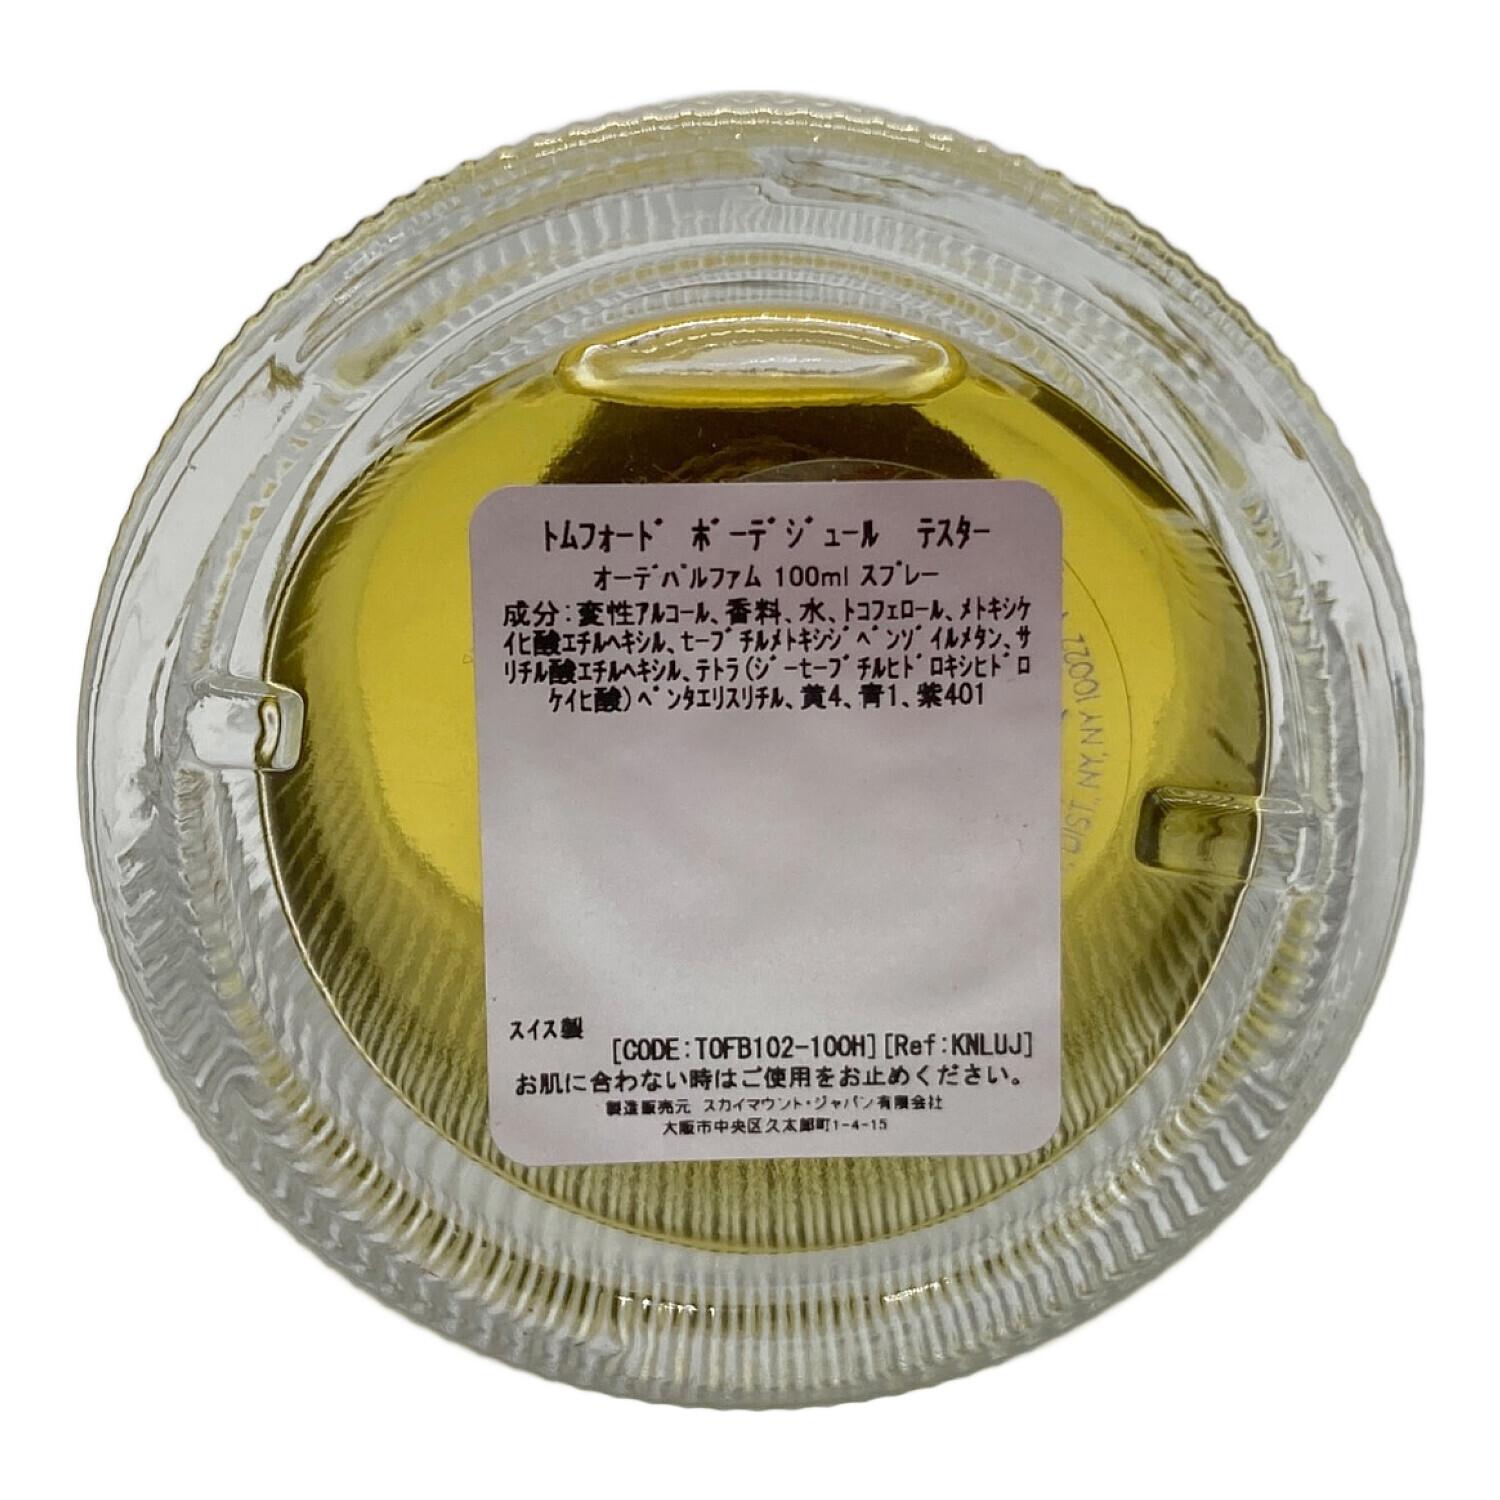 ﾄﾑﾌｫｰﾄﾞ ﾎﾞｰﾃﾞｼﾞｭｰﾙ　ﾃｽﾀｰ
ｵｰﾃﾞﾊﾟﾙﾌｧﾑ 100ml ｽﾌﾟﾚｰ
成分:変性ｱﾙｺｰﾙ、香料、水、ﾄｺﾌｪﾛｰﾙ、ﾒﾄｷｼｹ
ｲﾋ酸ｴﾁﾙﾍｷｼﾙ、ｾｰﾌﾞﾁﾙﾒﾄｷｼｼﾞﾍﾞﾝｿﾞｲﾙﾒﾀﾝ、ｻ
ﾘﾁﾙ酸ｴﾁﾙﾍｷｼﾙ、ﾃﾄﾗ(ｼﾞｰｾｰﾌﾞﾁﾙﾋﾄﾞﾛｷｼﾋﾄﾞﾛ
ｹｲﾋ酸)ﾍﾟﾝﾀｴﾘｽﾘﾁﾙ、黄4、青1、紫401
ｽｲｽ製
[CODE:TOFB102-100H][Ref:KNLUJ]
お肌に合わない時はご使用をお止めください。
製造販売元 スカイマウント・ジャパン有限会社
大阪市中央区久太郎町1-4-15
DIST, NY, NY 10022